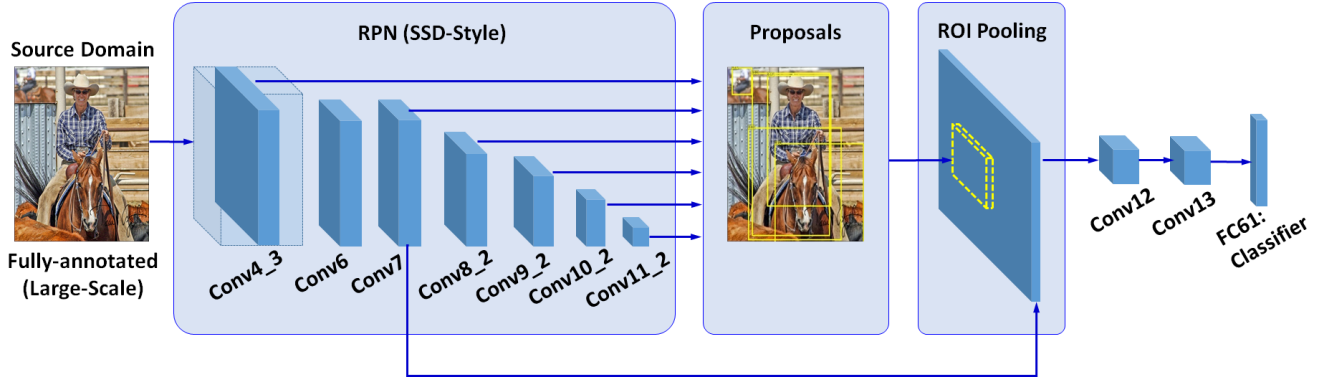 RPN (SSD-Style)
Proposals
ROI Pooling
Source Domain
Fully-annotated
(Large-Scale)
Conv4_3
Conv6
Conv7
Conv8_2
Conv9_2
Conv10_2
Conv11_2
Conv12
Conv13
FC61:
Classifier